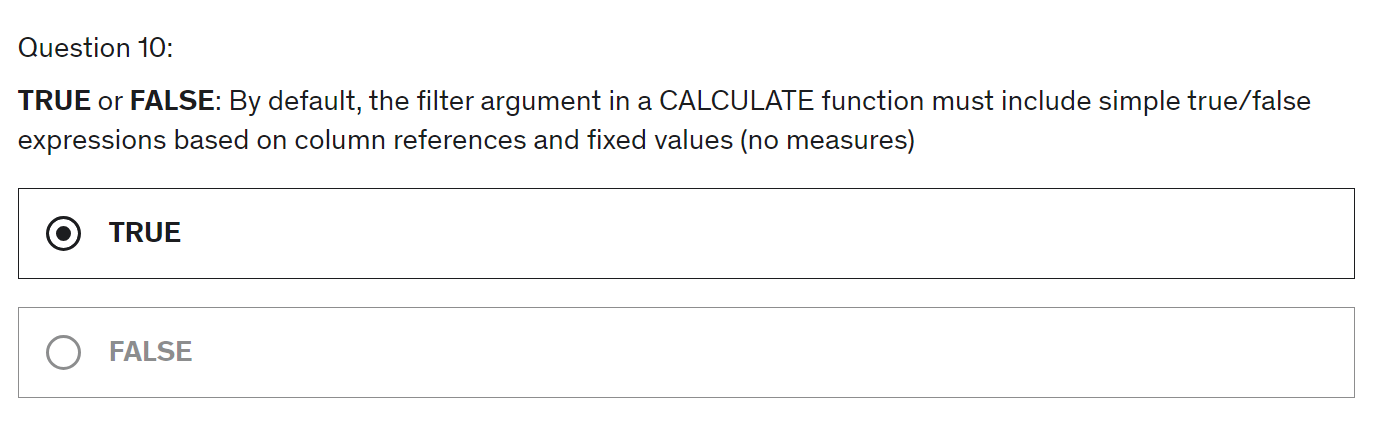 Question 10:
TRUE or FALSE: By default, the filter argument in a CALCULATE function must include simple true/false
expressions based on column references and fixed values (no measures)
TRUE
FALSE